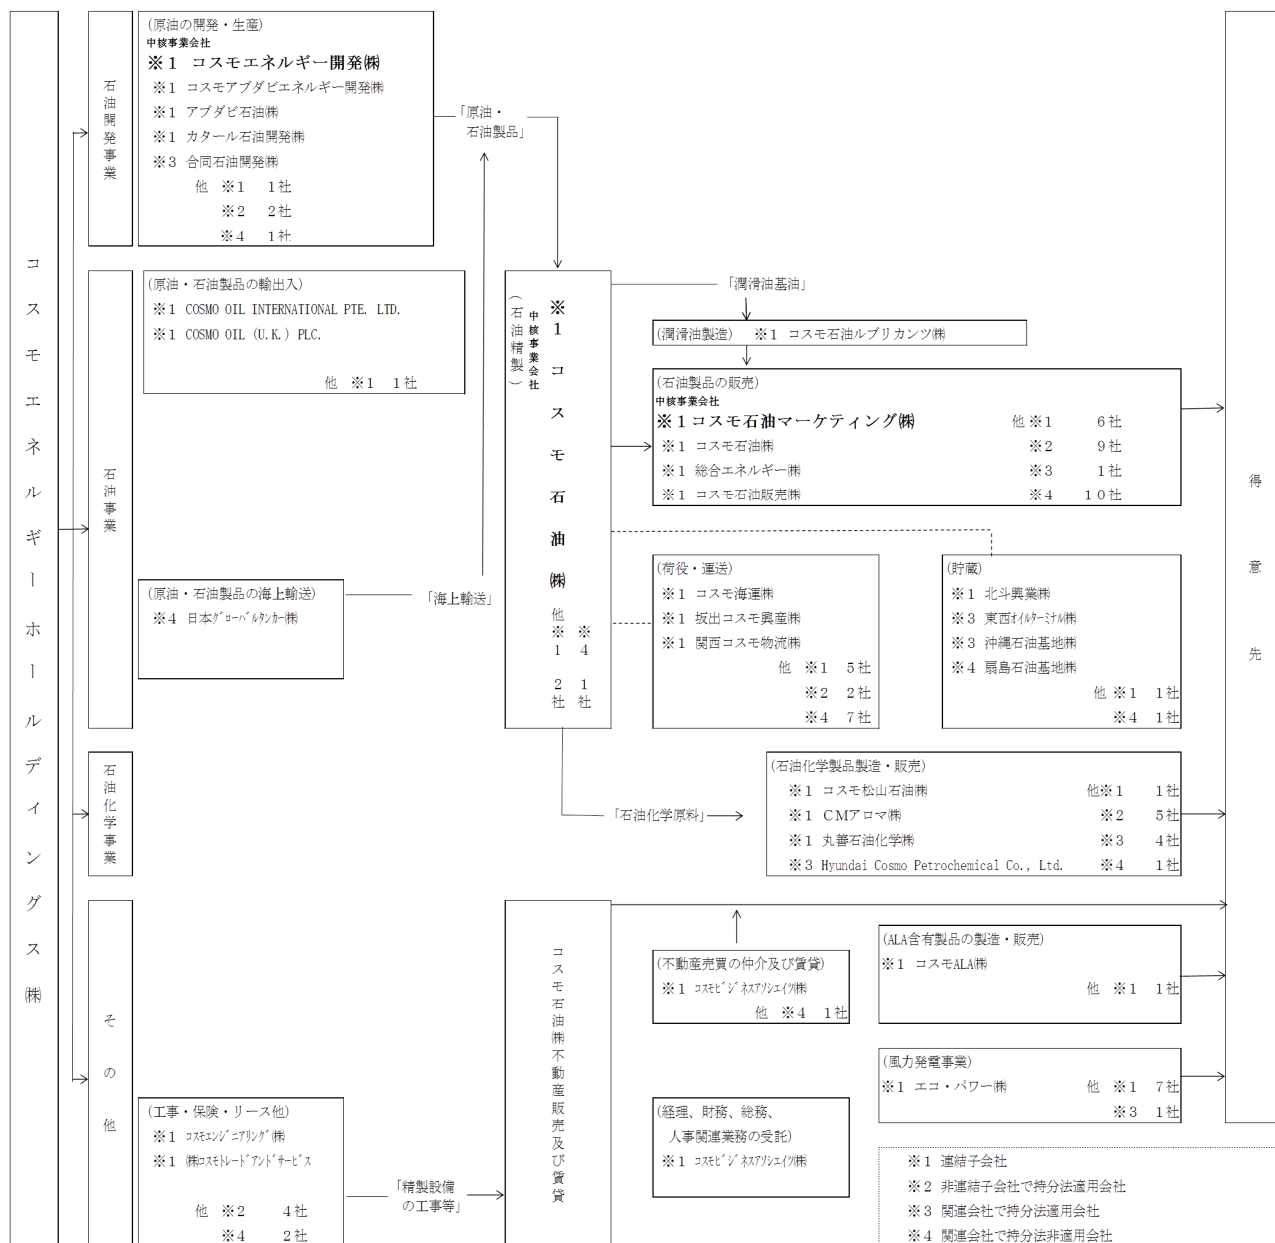 コスモエネルギーホールディングス㈱
石油開発事業
(原油の開発・生産)
中核事業会社
※1 コスモエネルギー開発㈱
※1 コスモアブダビエネルギー開発㈱
※1 アブダビ石油㈱
※1 カタール石油開発㈱
※3 合同石油開発㈱
他 ※1 1社
※2 2社
※4 1社
「原油・
石油製品」
石油事業
(原油・石油製品の輸出入)
※1 COSMO OIL INTERNATIONAL PTE. LTD.
※1 COSMO OIL (U.K.) PLC.
他 ※1 1社
(原油・石油製品の海上輸送)
※4 日本グローバルタンカー㈱
「海上輸送」
※1コスモ石油㈱
中核事業会社
(石油精製)
他※1 2社
※4 1社
「潤滑油基油」
(潤滑油製造) ※1 コスモ石油ルブリカンツ㈱
(石油製品の販売)
中核事業会社
※1コスモ石油マーケティング㈱ 他※1 6社
※1 コスモ石油㈱ ※2 9社
※1 総合エネルギー㈱ ※3 1社
※1 コスモ石油販売㈱ ※4 10社
(荷役・運送)
※1 コスモ海運㈱
※1 坂出コスモ興産㈱
※1 関西コスモ物流㈱
他 ※1 5社
※2 2社
※4 7社
(貯蔵)
※1 北斗興業㈱
※3 東西オイルターミナル㈱
※3 沖縄石油基地㈱
※4 扇島石油基地㈱
他 ※1 1社
※4 1社
石油化学事業
「石油化学原料」
(石油化学製品製造・販売)
※1 コスモ松山石油㈱ 他※1 1社
※1 CMアロマ㈱ ※2 5社
※1 丸善石油化学㈱ ※3 4社
※3 Hyundai Cosmo Petrochemical Co., Ltd. ※4 1社
その他
(工事・保険・リース他)
※1 コスモエンジニアリング㈱
※1 ㈱コスモトレードアンドサービス
他 ※2 4社
※4 2社
「精製設備
の工事等」
コスモ石油㈱不動産販売及び賃貸
(不動産売買の仲介及び賃貸)
※1 コスモビジネスアソシエイツ㈱
他 ※4 1社
(経理、財務、総務、
人事関連業務の受託)
※1 コスモビジネスアソシエイツ㈱
(ALA含有製品の製造・販売)
※1 コスモALA㈱
他 ※1 1社
(風力発電事業)
※1 エコ・パワー㈱ 他 ※1 7社
※3 1社
得意先
※1 連結子会社
※2 非連結子会社で持分法適用会社
※3 関連会社で持分法適用会社
※4 関連会社で持分法非適用会社